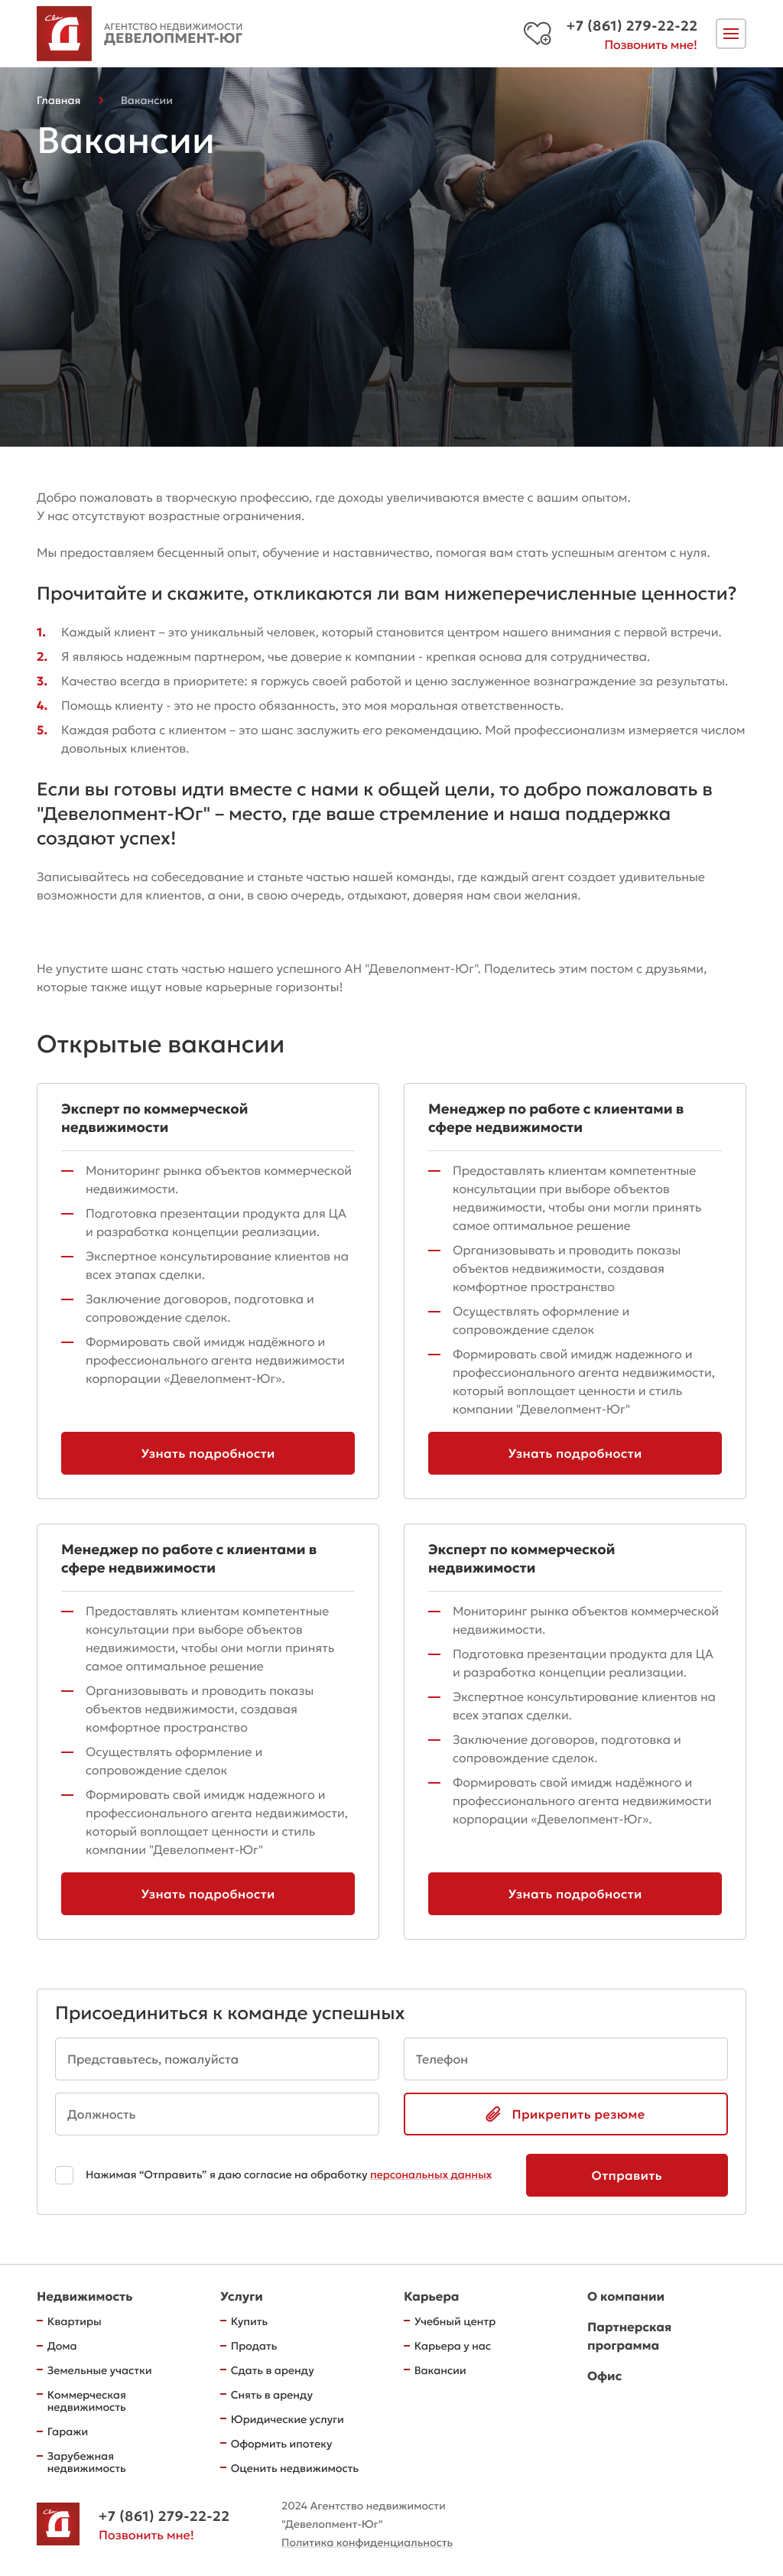 АГЕНТСТВО НЕДВИЖИМОСТИ
ДЕВЕЛОПМЕНТ-ЮГ
+7 (861) 279-22-22
Позвонить мне!
Главная
Вакансии
Вакансии
Добро пожаловать в творческую профессию, где доходы увеличиваются вместе с вашим опытом.
У нас отсутствуют возрастные ограничения.
Мы предоставляем бесценный опыт, обучение и наставничество, помогая вам стать успешным агентом с нуля.
Прочитайте и скажите, откликаются ли вам нижеперечисленные ценности?
1. Каждый клиент – это уникальный человек, который становится центром нашего внимания с первой встречи.
2. Я являюсь надежным партнером, чье доверие к компании - крепкая основа для сотрудничества.
3. Качество всегда в приоритете: я горжусь своей работой и ценю заслуженное вознаграждение за результаты.
4. Помощь клиенту - это не просто обязанность, это моя моральная ответственность.
5. Каждая работа с клиентом – это шанс заслужить его рекомендацию. Мой профессионализм измеряется числом
довольных клиентов.
Если вы готовы идти вместе с нами к общей цели, то добро пожаловать в
"Девелопмент-Юг" – место, где ваше стремление и наша поддержка
создают успех!
Записывайтесь на собеседование и станьте частью нашей команды, где каждый агент создает удивительные
возможности для клиентов, а они, в свою очередь, отдыхают, доверяя нам свои желания.
Не упустите шанс стать частью нашего успешного АН "Девелопмент-Юг". Поделитесь этим постом с друзьями,
которые также ищут новые карьерные горизонты!
Открытые вакансии
Эксперт по коммерческой
недвижимости
Мониторинг рынка объектов коммерческой
недвижимости.
Подготовка презентации продукта для ЦА
и разработка концепции реализации.
Экспертное консультирование клиентов на
всех этапах сделки.
Заключение договоров, подготовка и
сопровождение сделок.
Формировать свой имидж надёжного и
профессионального агента недвижимости
корпорации «Девелопмент-Юг».
Узнать подробности
Менеджер по работе с клиентами в
сфере недвижимости
Предоставлять клиентам компетентные
консультации при выборе объектов
недвижимости, чтобы они могли принять
самое оптимальное решение
Организовывать и проводить показы
объектов недвижимости, создавая
комфортное пространство
Осуществлять оформление и
сопровождение сделок
Формировать свой имидж надежного и
профессионального агента недвижимости,
который воплощает ценности и стиль
компании "Девелопмент-Юг"
Узнать подробности
Менеджер по работе с клиентами в
сфере недвижимости
Предоставлять клиентам компетентные
консультации при выборе объектов
недвижимости, чтобы они могли принять
самое оптимальное решение
Организовывать и проводить показы
объектов недвижимости, создавая
комфортное пространство
Осуществлять оформление и
сопровождение сделок
Формировать свой имидж надежного и
профессионального агента недвижимости,
который воплощает ценности и стиль
компании "Девелопмент-Юг"
Узнать подробности
Эксперт по коммерческой
недвижимости
Мониторинг рынка объектов коммерческой
недвижимости.
Подготовка презентации продукта для ЦА
и разработка концепции реализации.
Экспертное консультирование клиентов на
всех этапах сделки.
Заключение договоров, подготовка и
сопровождение сделок.
Формировать свой имидж надёжного и
профессионального агента недвижимости
корпорации «Девелопмент-Юг».
Узнать подробности
Присоединиться к команде успешных
Представьтесь, пожалуйста
Телефон
Должность
Прикрепить резюме
Нажимая “Отправить” я даю согласие на обработку персональных данных
Отправить
Недвижимость
Квартиры
Дома
Земельные участки
Коммерческая
недвижимость
Гаражи
Зарубежная
недвижимость
Услуги
Купить
Продать
Сдать в аренду
Снять в аренду
Юридические услуги
Оформить ипотеку
Оценить недвижимость
Карьера
Учебный центр
Карьера у нас
Вакансии
О компании
Партнерская
программа
Офис
+7 (861) 279-22-22
Позвонить мне!
2024 Агентство недвижимости
"Девелопмент-Юг"
Политика конфиденциальность